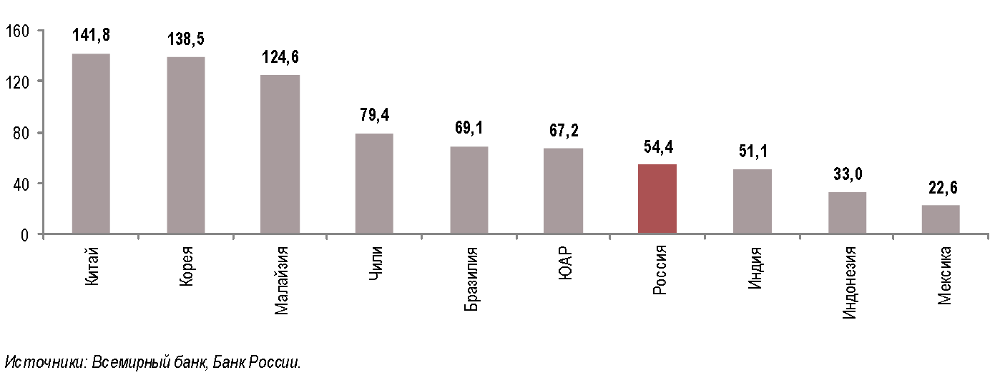 160
141,8
138,5
124,6
120
79,4
80
69,1
67,2
54,4
51,1
40
33,0
22,6
0
Китай
Корея
Малайзия
Чили
Бразилия
ЮАР
Россия
Индия
Индонезия
Мексика
Источники: Всемирный банк, Банк России.